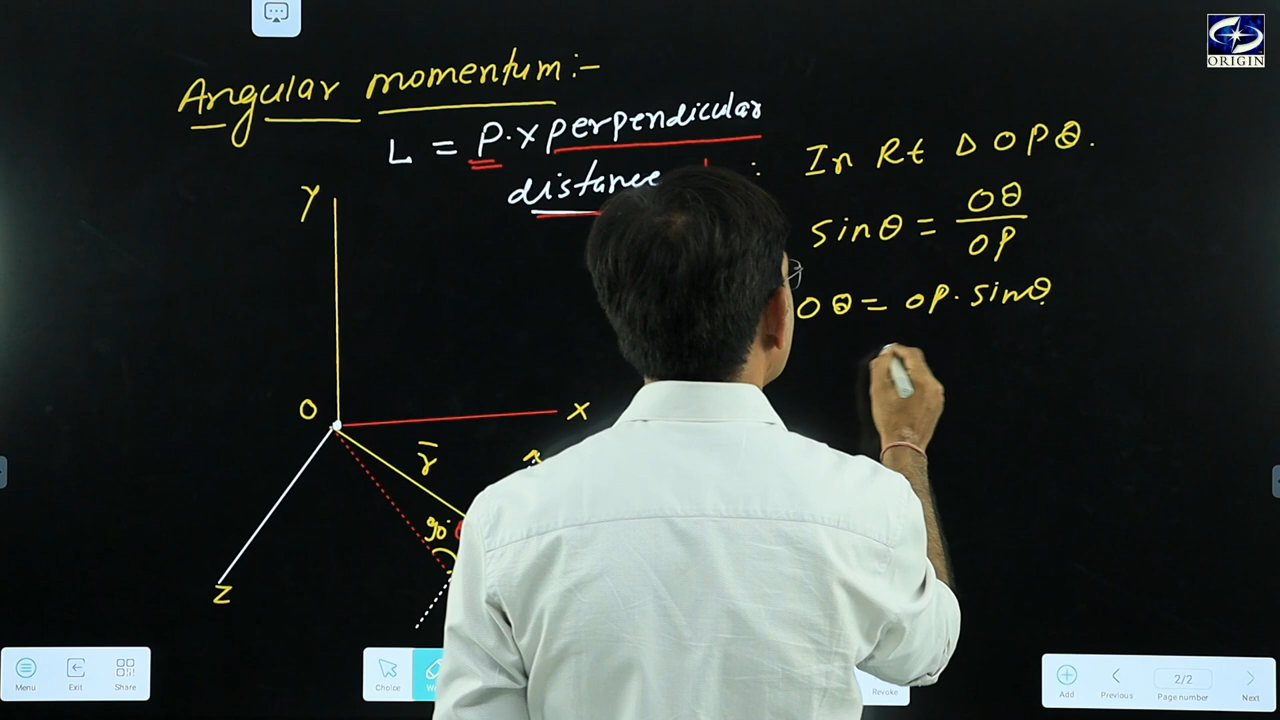 ORIGIN
Angular momentum :-
L = P. x perpendicular
distance
: In Rt Δ O P Q.
sinθ = OQ / OP
OQ = OP. sinθ
Y
O
X
r̄
90°
Z
Menu
Exit
Share
Choice
Revoke
Add
Previous
2/2
Page number
Next